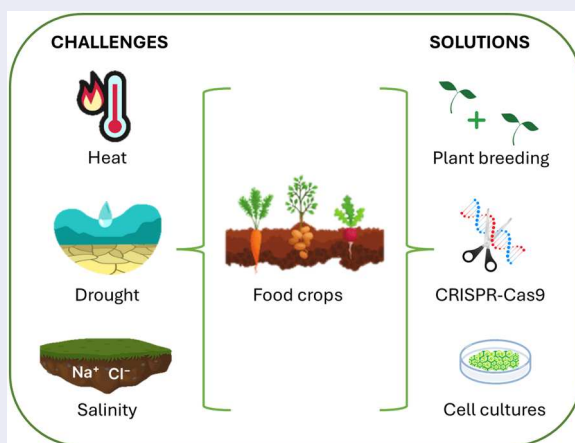 CHALLENGES
SOLUTIONS
Heat
Plant breeding
Drought
Food crops
CRISPR-Cas9
Na⁺ Cl⁻
Salinity
Cell cultures